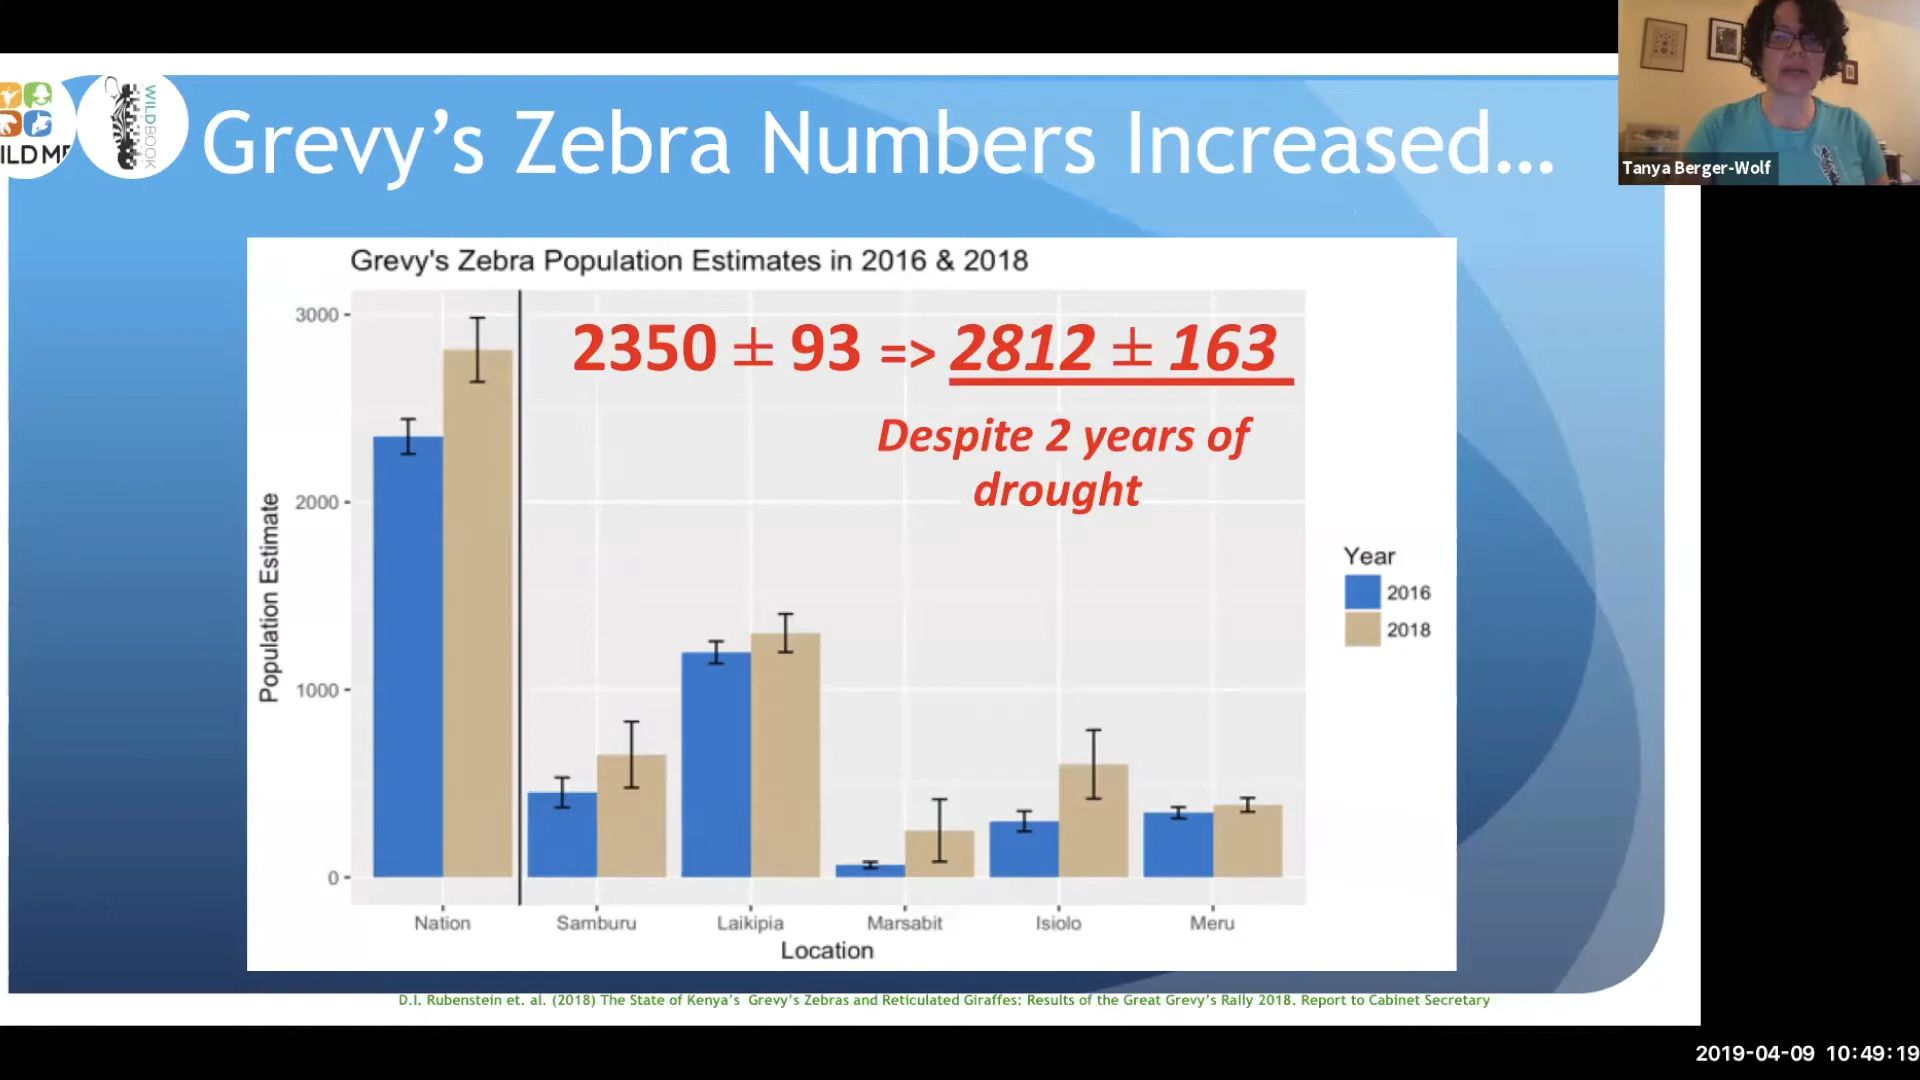 ILD ME
WILDBOOK
Grevy's Zebra Numbers Increased...
Tanya Berger-Wolf
Grevy's Zebra Population Estimates in 2016 & 2018
2350 ± 93 => 2812 ± 163
Despite 2 years of
drought
Population Estimate
3000
2000
1000
0
Nation Samburu Laikipia Marsabit Isiolo Meru
Location
Year
2016
2018
D.I. Rubenstein et. al. (2018) The State of Kenya's Grevy's Zebras and Reticulated Giraffes: Results of the Great Grevy's Rally 2018. Report to Cabinet Secretary
2019-04-09 10:49:19